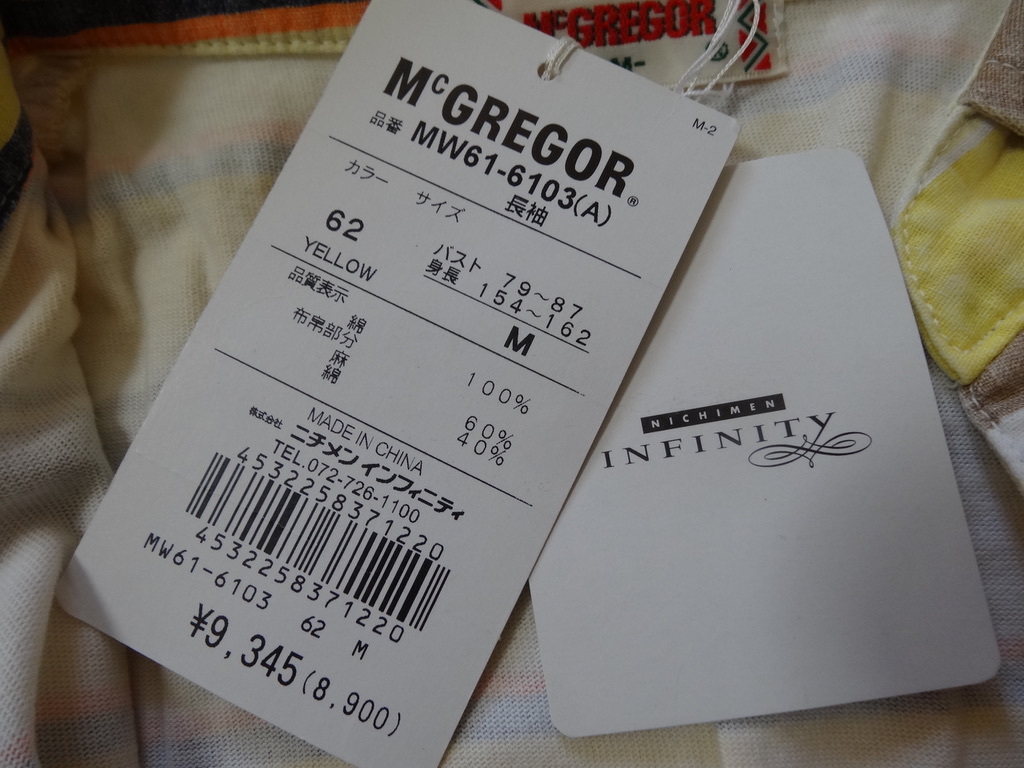 McGREGOR
-M-
M-2
McGREGOR®
品番 MW61-6103(A)
長袖
カラー サイズ
62 バスト 79～87
YELLOW 身長 154～162
M
品質表示
綿 100%
布帛部分
麻 60%
綿 40%
MADE IN CHINA
株式会社 ニチメン インフィニティ
TEL.072-726-1100
4532258371220
4532258371220
MW61-6103 62 M
¥9,345(8,900)
NICHIMEN
INFINITY